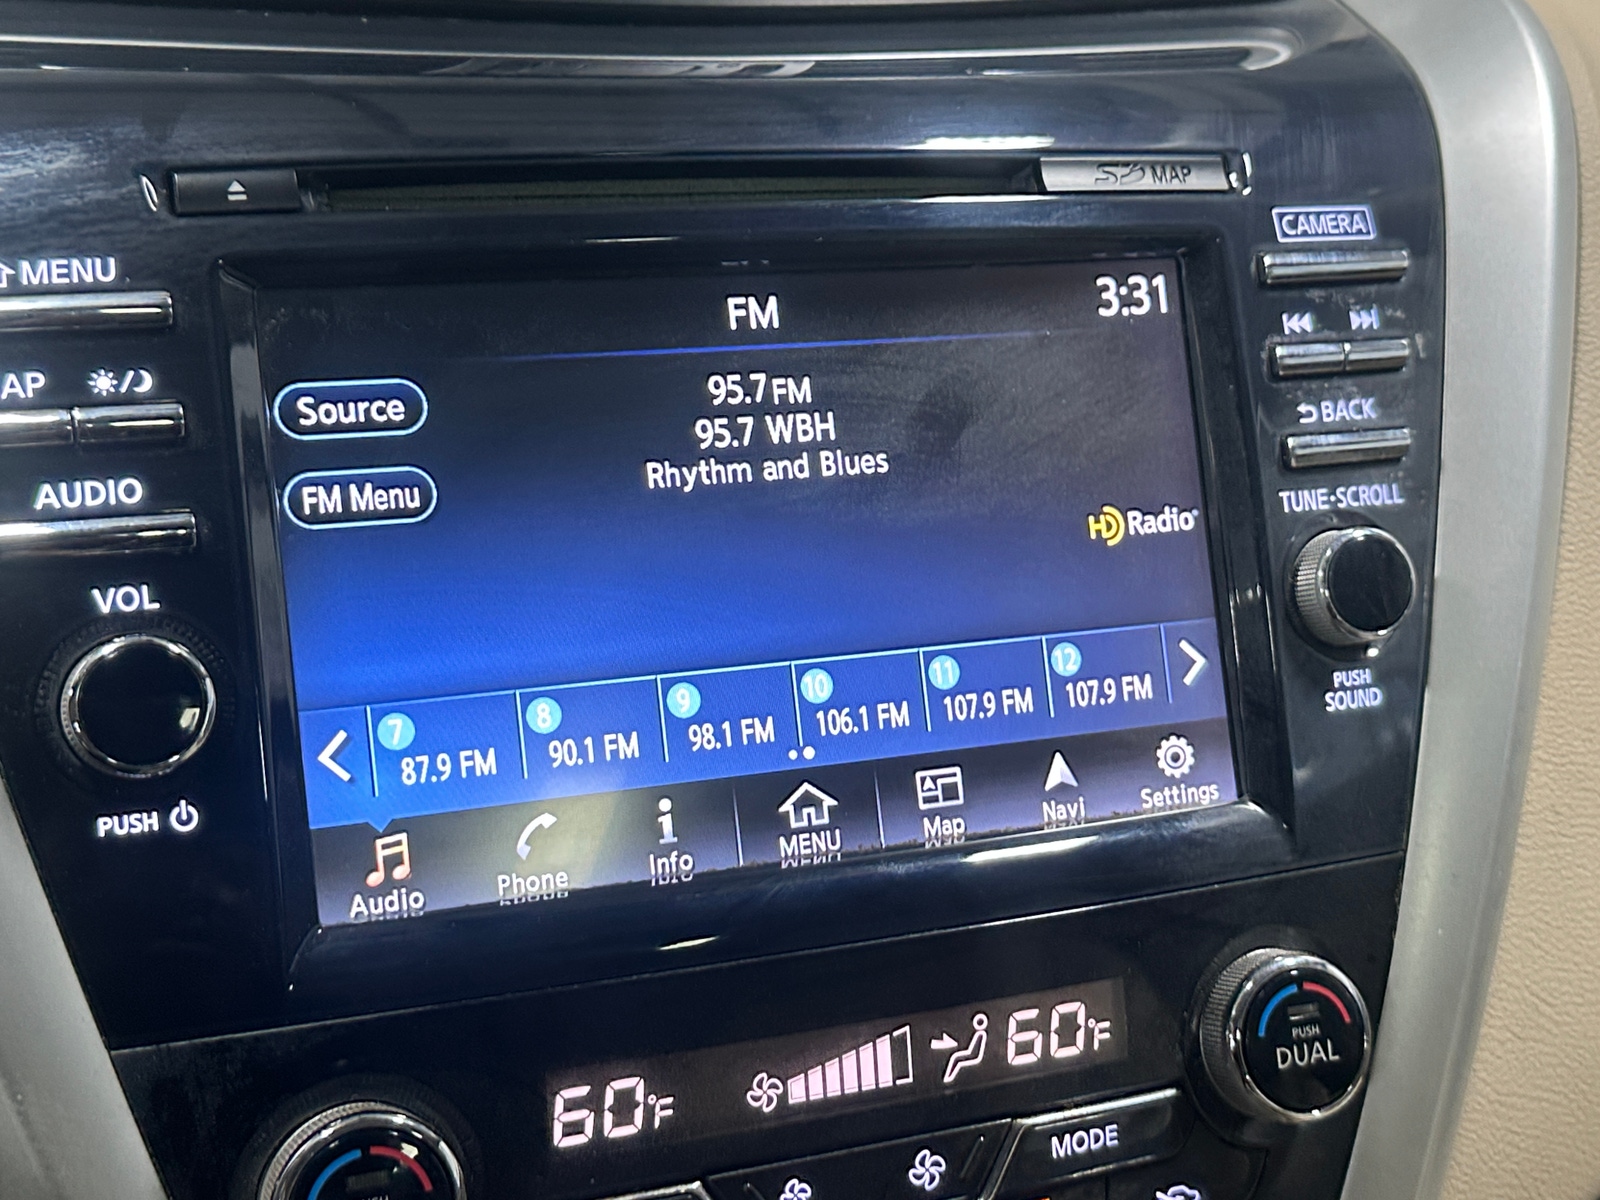 SD MAP
CAMERA
MENU
AP
AUDIO
VOL
PUSH
BACK
TUNE·SCROLL
PUSH
SOUND
FM
3:31
Source
FM Menu
95.7 FM
95.7 WBH
Rhythm and Blues
HD Radio
7
87.9 FM
8
90.1 FM
9
98.1 FM
10
106.1 FM
11
107.9 FM
12
107.9 FM
Audio
Phone
Info
MENU
Map
Navi
Settings
60°F
60°F
PUSH
DUAL
MODE